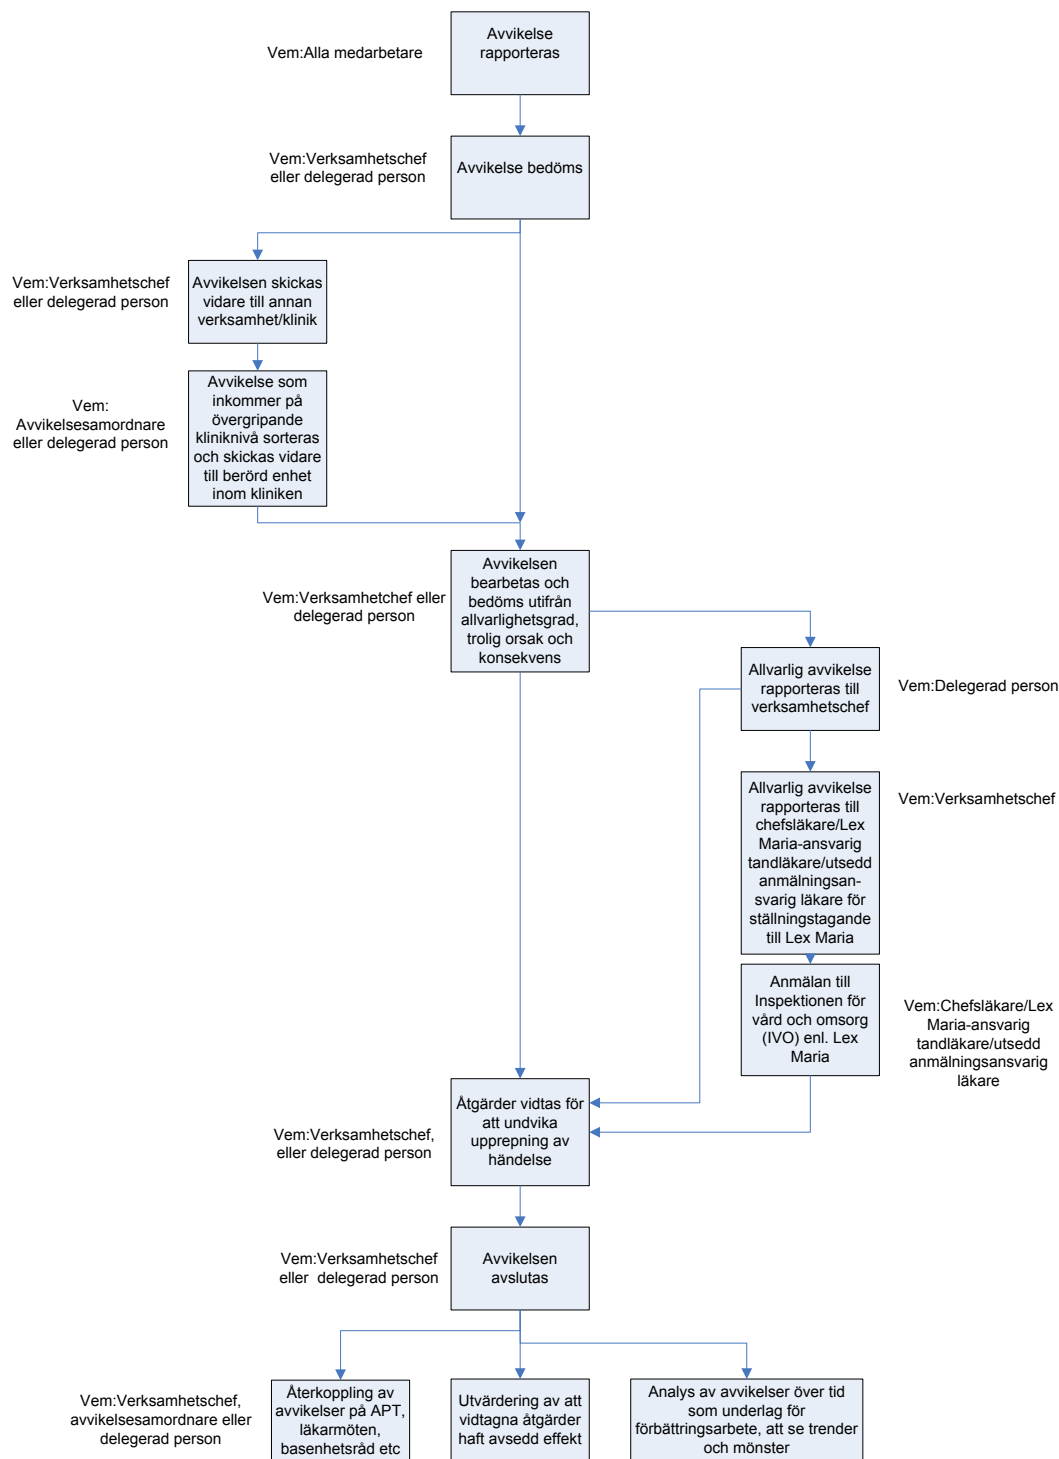 Avvikelse
rapporteras
Vem:Alla medarbetare
Vem:Verksamhetschef
eller delegerad person
Avvikelse bedöms
Vem:Verksamhetschef
eller delegerad person
Avvikelsen skickas
vidare till annan
verksamhet/klinik
Vem:
Avvikelsesamordnare
eller delegerad person
Avvikelse som
inkommer på
övergripande
kliniknivå sorteras
och skickas vidare
till berörd enhet
inom kliniken
Vem:Verksamhetchef eller
delegerad person
Avvikelsen
bearbetas och
bedöms utifrån
allvarlighetsgrad,
trolig orsak och
konsekvens
Allvarlig avvikelse
rapporteras till
verksamhetschef
Vem:Delegerad person
Allvarlig avvikelse
rapporteras till
chefsläkare/Lex
Maria-ansvarig
tandläkare/utsedd
anmälningsan-
svarig läkare för
ställningstagande
till Lex Maria
Vem:Verksamhetschef
Anmälan till
Inspektionen för
vård och omsorg
(IVO) enl. Lex
Maria
Vem:Chefsläkare/Lex
Maria-ansvarig
tandläkare/utsedd
anmälningsansvarig
läkare
Åtgärder vidtas för
att undvika
upprepning av
händelse
Vem:Verksamhetschef,
eller delegerad person
Vem:Verksamhetschef
eller  delegerad person
Avvikelsen
avslutas
Vem:Verksamhetschef,
avvikelsesamordnare eller
delegerad person
Återkoppling av
avvikelser på APT,
läkarmöten,
basenhetsråd etc
Utvärdering av att
vidtagna åtgärder
haft avsedd effekt
Analys av avvikelser över tid
som underlag för
förbättringsarbete, att se trender
och mönster